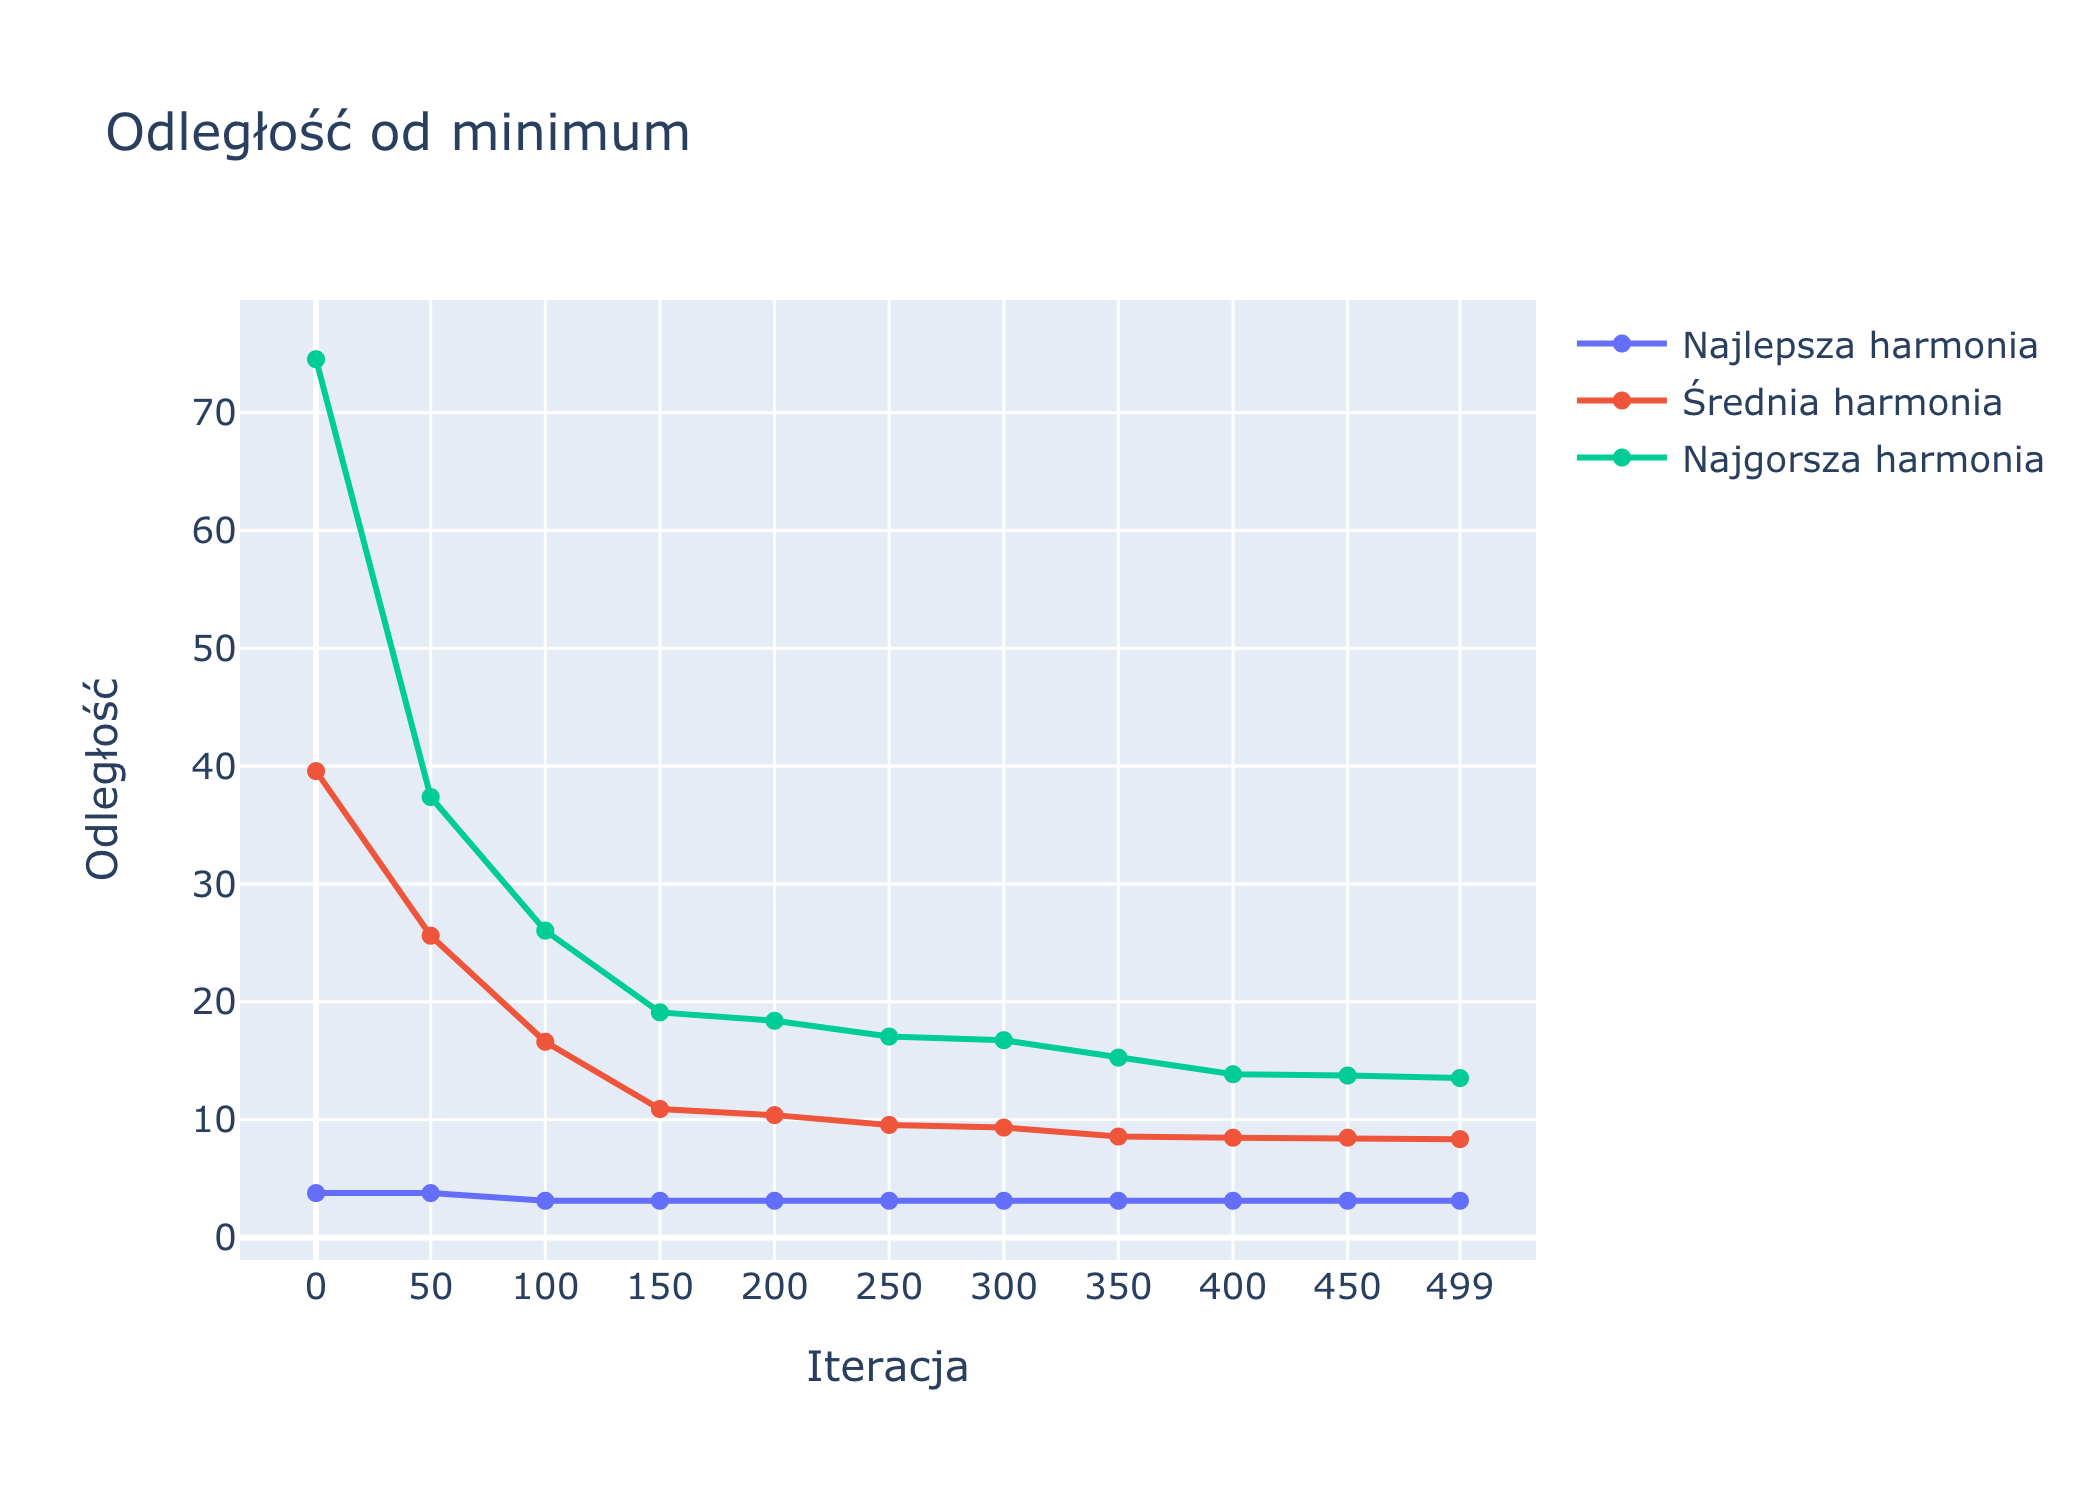 Odległość od minimum
Najlepsza harmonia
Średnia harmonia
Najgorsza harmonia
Odległość
70
60
50
40
30
20
10
0
0 50 100 150 200 250 300 350 400 450 499
Iteracja